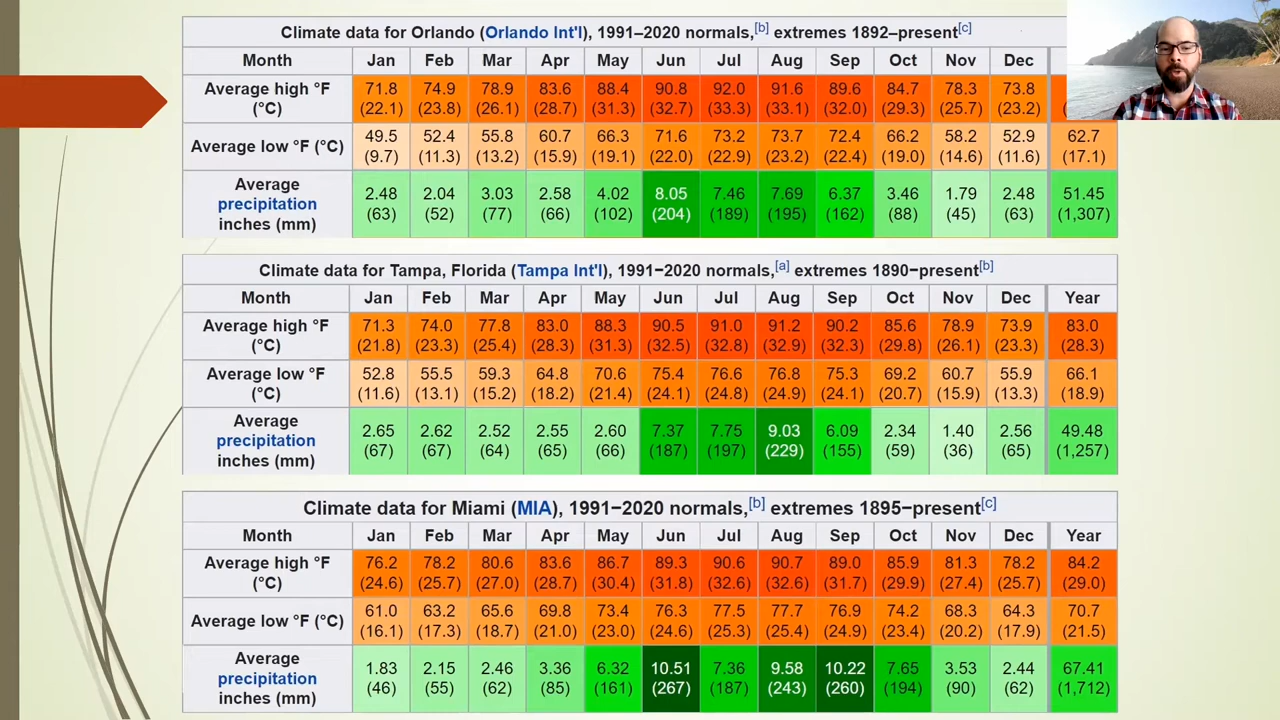 Climate data for Orlando (Orlando Int'l), 1991–2020 normals,[b] extremes 1892–present[c]
Month Jan Feb Mar Apr May Jun Jul Aug Sep Oct Nov Dec
Average high °F (°C) 71.8 (22.1) 74.9 (23.8) 78.9 (26.1) 83.6 (28.7) 88.4 (31.3) 90.8 (32.7) 92.0 (33.3) 91.6 (33.1) 89.6 (32.0) 84.7 (29.3) 78.3 (25.7) 73.8 (23.2)
Average low °F (°C) 49.5 (9.7) 52.4 (11.3) 55.8 (13.2) 60.7 (15.9) 66.3 (19.1) 71.6 (22.0) 73.2 (22.9) 73.7 (23.2) 72.4 (22.4) 66.2 (19.0) 58.2 (14.6) 52.9 (11.6) 62.7 (17.1)
Average precipitation inches (mm) 2.48 (63) 2.04 (52) 3.03 (77) 2.58 (66) 4.02 (102) 8.05 (204) 7.46 (189) 7.69 (195) 6.37 (162) 3.46 (88) 1.79 (45) 2.48 (63) 51.45 (1,307)
Climate data for Tampa, Florida (Tampa Int'l), 1991−2020 normals,[a] extremes 1890−present[b]
Month Jan Feb Mar Apr May Jun Jul Aug Sep Oct Nov Dec Year
Average high °F (°C) 71.3 (21.8) 74.0 (23.3) 77.8 (25.4) 83.0 (28.3) 88.3 (31.3) 90.5 (32.5) 91.0 (32.8) 91.2 (32.9) 90.2 (32.3) 85.6 (29.8) 78.9 (26.1) 73.9 (23.3) 83.0 (28.3)
Average low °F (°C) 52.8 (11.6) 55.5 (13.1) 59.3 (15.2) 64.8 (18.2) 70.6 (21.4) 75.4 (24.1) 76.6 (24.8) 76.8 (24.9) 75.3 (24.1) 69.2 (20.7) 60.7 (15.9) 55.9 (13.3) 66.1 (18.9)
Average precipitation inches (mm) 2.65 (67) 2.62 (67) 2.52 (64) 2.55 (65) 2.60 (66) 7.37 (187) 7.75 (197) 9.03 (229) 6.09 (155) 2.34 (59) 1.40 (36) 2.56 (65) 49.48 (1,257)
Climate data for Miami (MIA), 1991−2020 normals,[b] extremes 1895−present[c]
Month Jan Feb Mar Apr May Jun Jul Aug Sep Oct Nov Dec Year
Average high °F (°C) 76.2 (24.6) 78.2 (25.7) 80.6 (27.0) 83.6 (28.7) 86.7 (30.4) 89.3 (31.8) 90.6 (32.6) 90.7 (32.6) 89.0 (31.7) 85.9 (29.9) 81.3 (27.4) 78.2 (25.7) 84.2 (29.0)
Average low °F (°C) 61.0 (16.1) 63.2 (17.3) 65.6 (18.7) 69.8 (21.0) 73.4 (23.0) 76.3 (24.6) 77.5 (25.3) 77.7 (25.4) 76.9 (24.9) 74.2 (23.4) 68.3 (20.2) 64.3 (17.9) 70.7 (21.5)
Average precipitation inches (mm) 1.83 (46) 2.15 (55) 2.46 (62) 3.36 (85) 6.32 (161) 10.51 (267) 7.36 (187) 9.58 (243) 10.22 (260) 7.65 (194) 3.53 (90) 2.44 (62) 67.41 (1,712)